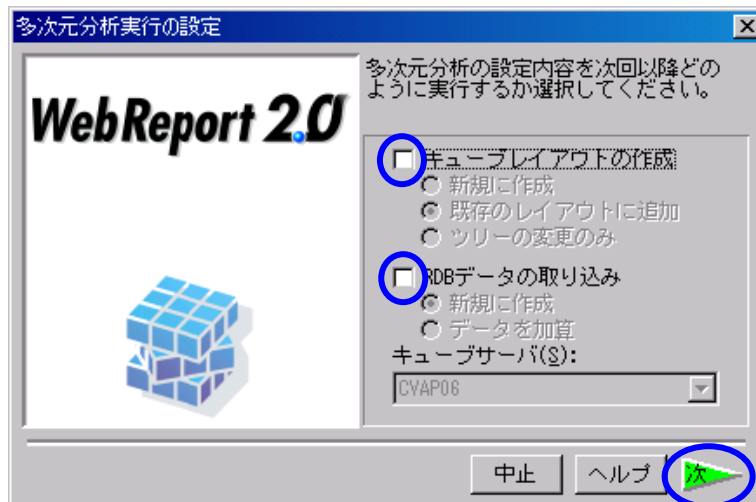 多次元分析実行の設定
多次元分析の設定内容を次回以降どの
ように実行するか選択してください。
WebReport 2.0
キューブレイアウトの作成
新規に作成
既存のレイアウトに追加
ツリーの変更のみ
RDBデータの取り込み
新規に作成
データを加算
キューブサーバ(S):
CYAP06
中止
ヘルプ
次